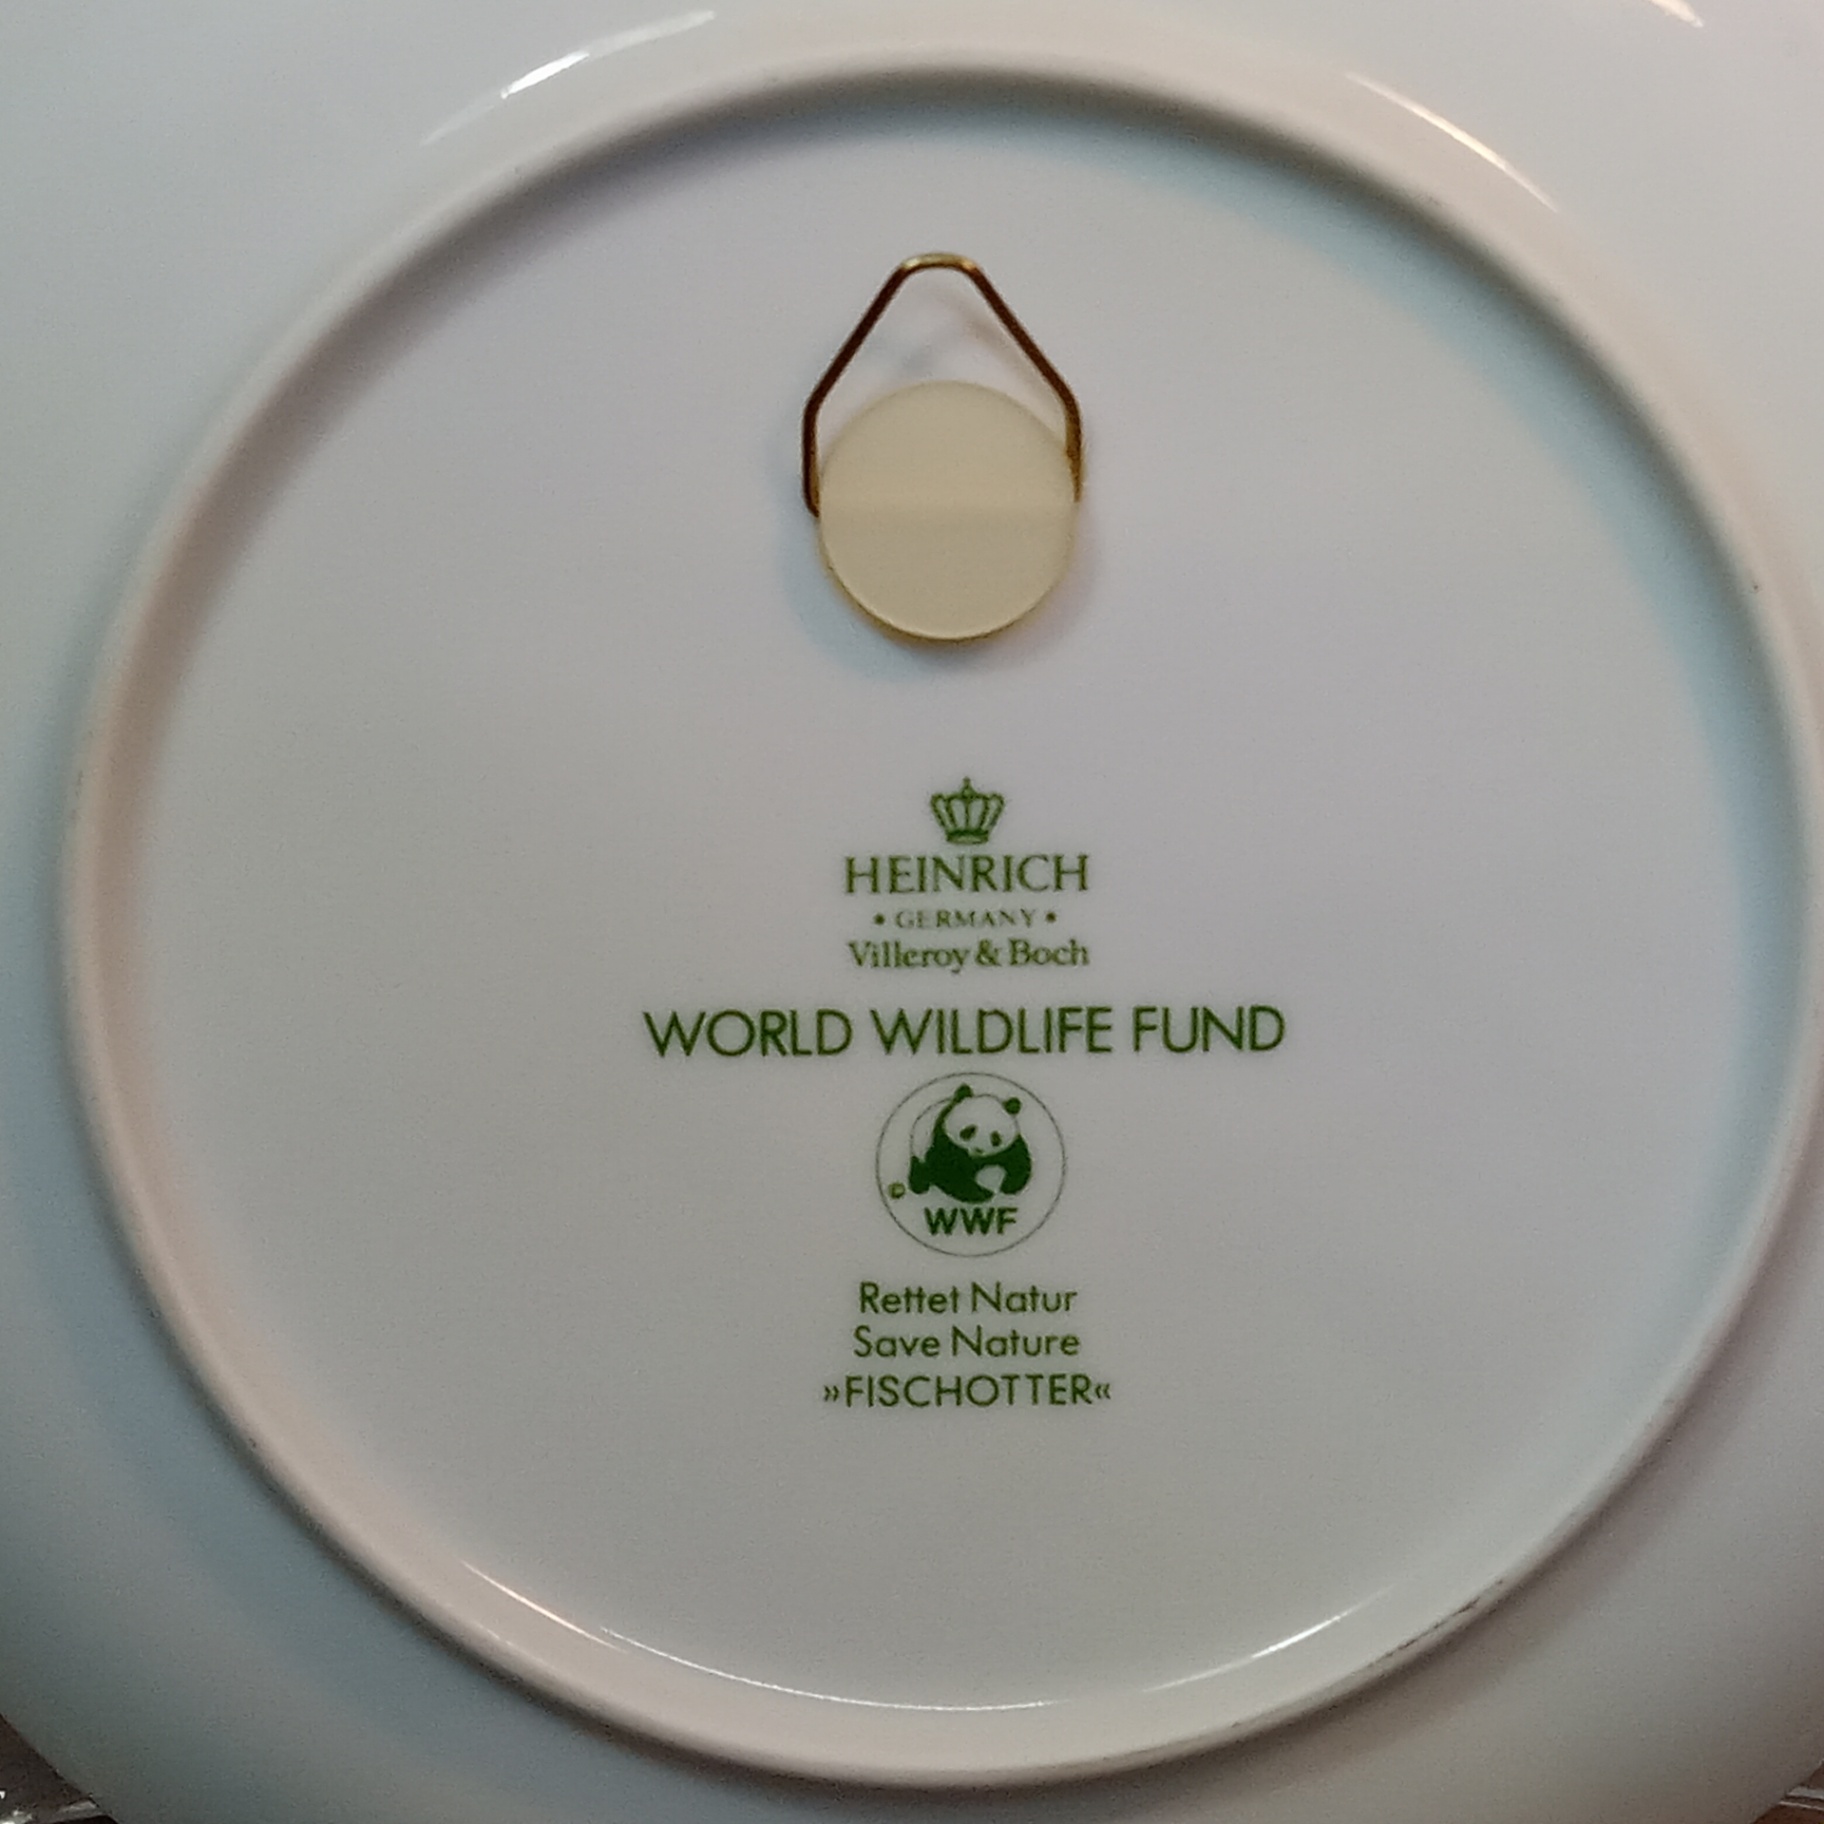 HEINRICH
• GERMANY •
Villeroy & Boch
WORLD WILDLIFE FUND
©
WWF
Rettet Natur
Save Nature
»FISCHOTTER«